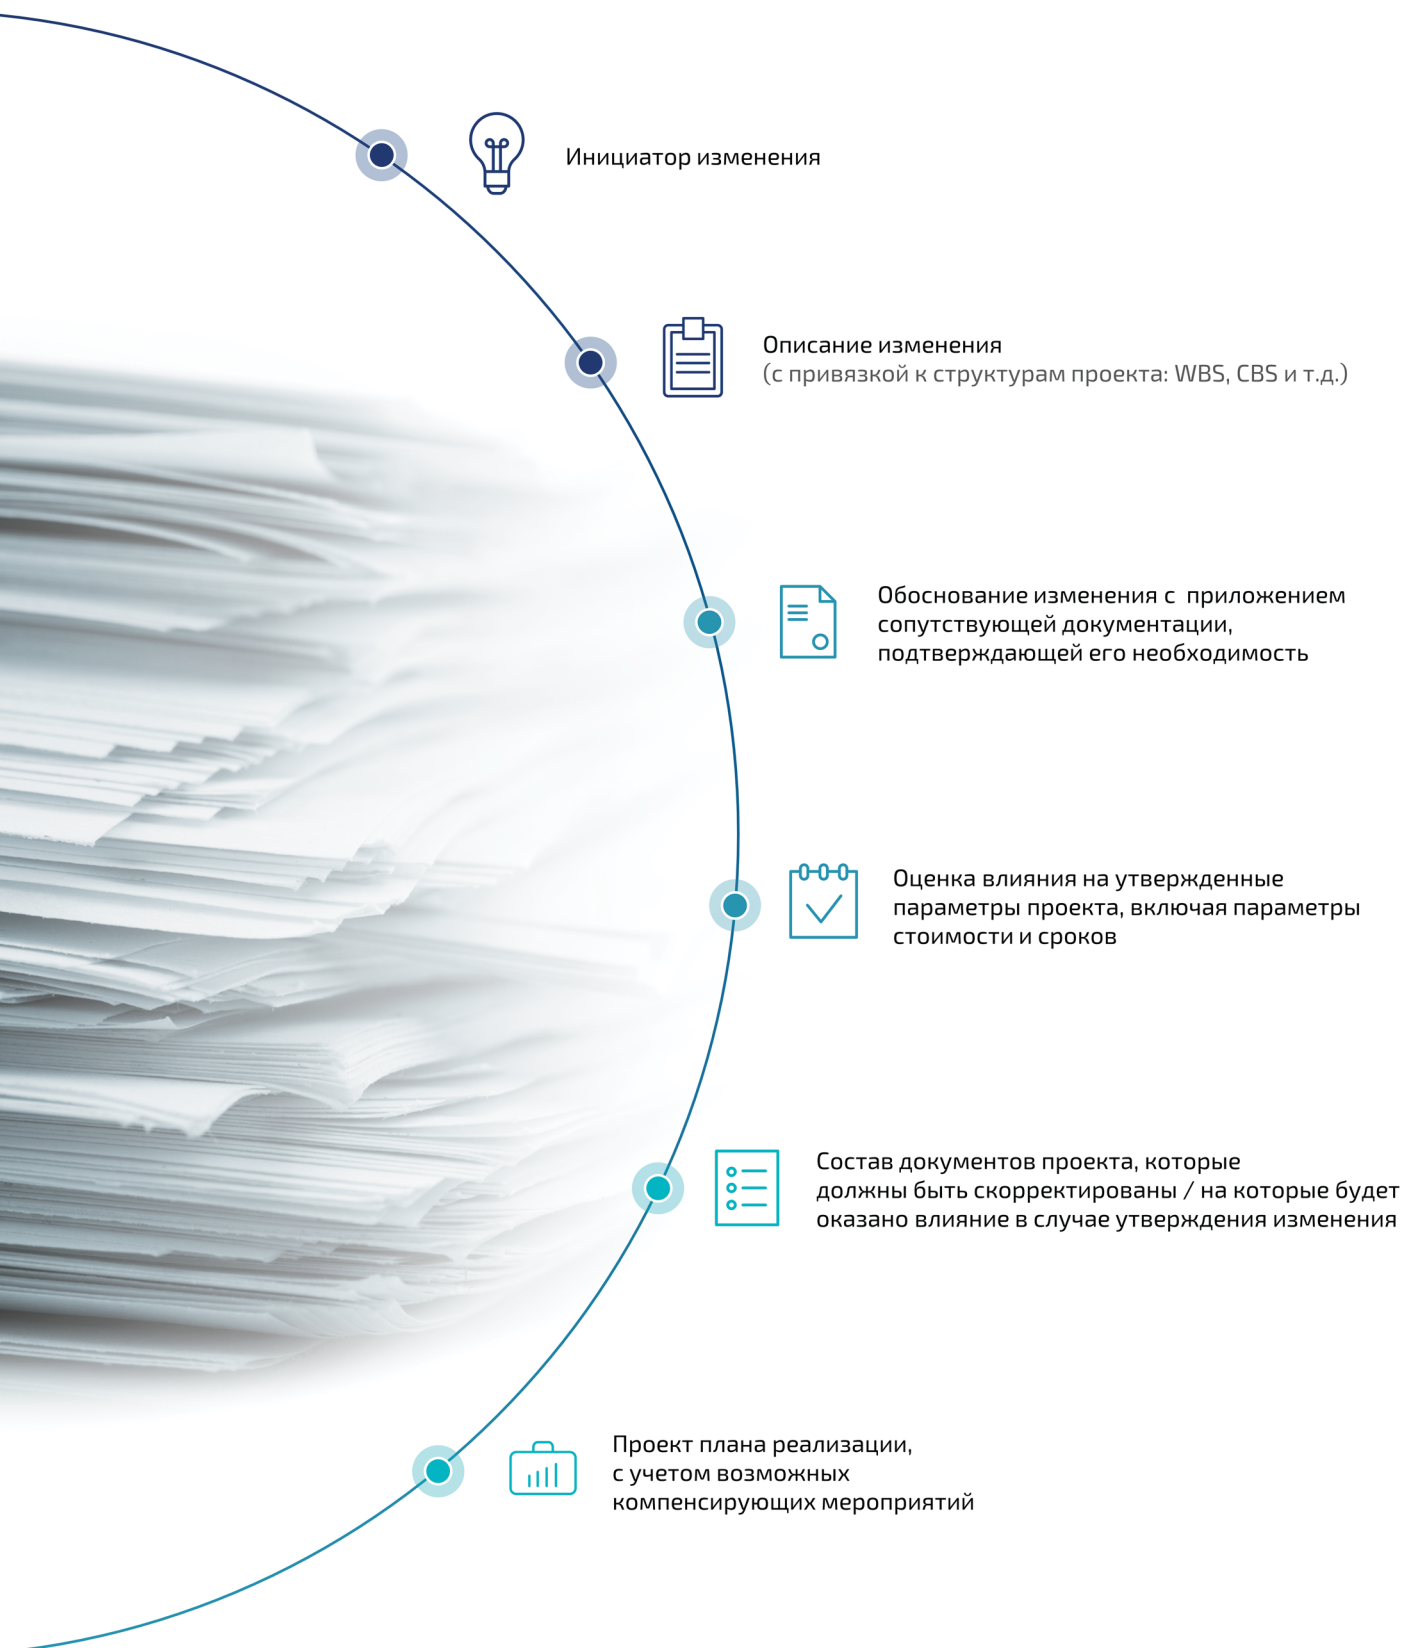 Инициатор изменения
Описание изменения
(с привязкой к структурам проекта: WBS, CBS и т.д.)
Обоснование изменения с приложением
сопутствующей документации,
подтверждающей его необходимость
Оценка влияния на утвержденные
параметры проекта, включая параметры
стоимости и сроков
Состав документов проекта, которые
должны быть скорректированы / на которые будет
оказано влияние в случае утверждения изменения
Проект плана реализации,
с учетом возможных
компенсирующих мероприятий